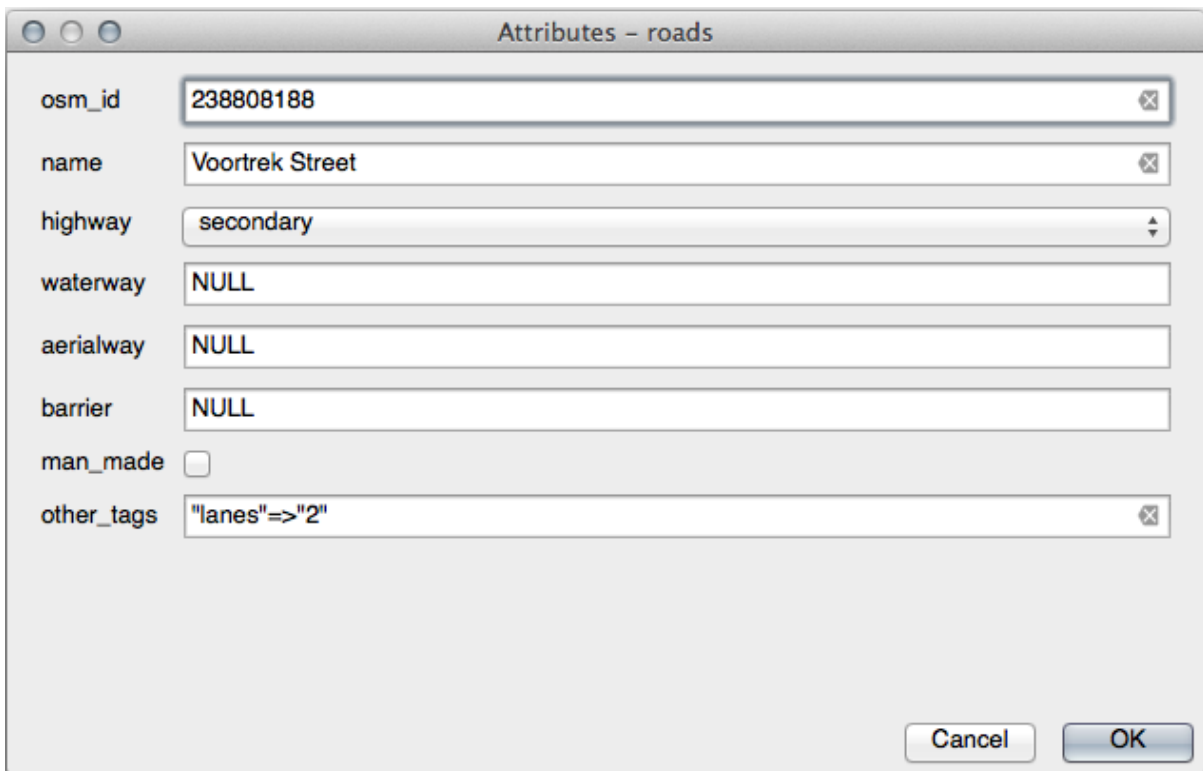 Attributes – roads
osm_id 238808188
name Voortrek Street
highway secondary
waterway NULL
aerialway NULL
barrier NULL
man_made
other_tags "lanes"=>"2"
Cancel OK